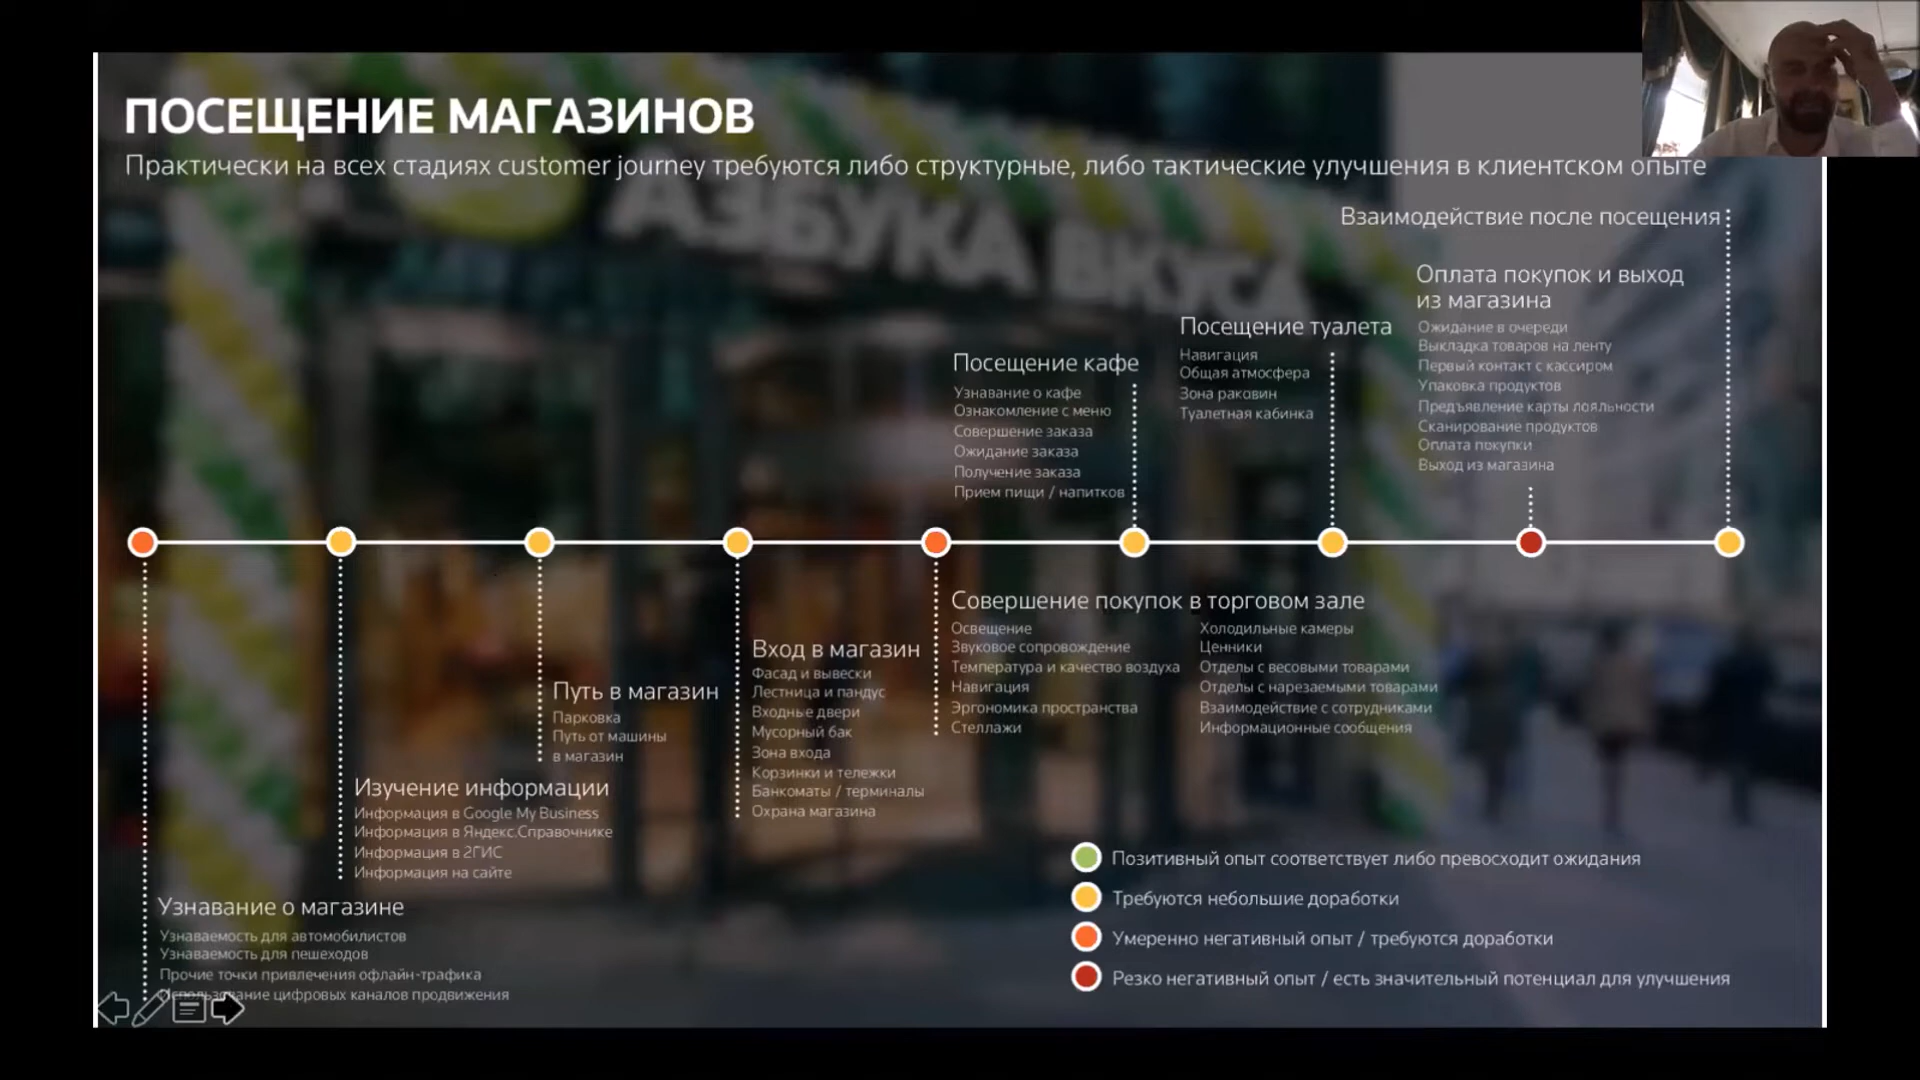 ПОСЕЩЕНИЕ МАГАЗИНОВ
Практически на всех стадиях customer journey требуются либо структурные, либо тактические улучшения в клиентском опыте
АЗБУКА ВКУСА
Взаимодействие после посещения
Оплата покупок и выход
из магазина
Ожидание в очереди
Выкладка товаров на ленту
Первый контакт с кассиром
Упаковка продуктов
Предъявление карты лояльности
Сканирование продуктов
Оплата покупки
Выход из магазина
Посещение туалета
Навигация
Общая атмосфера
Зона раковин
Туалетная кабинка
Посещение кафе
Узнавание о кафе
Ознакомление с меню
Совершение заказа
Ожидание заказа
Получение заказа
Прием пищи / напитков
Совершение покупок в торговом зале
Освещение
Звуковое сопровождение
Температура и качество воздуха
Навигация
Эргономика пространства
Стеллажи
Холодильные камеры
Ценники
Отделы с весовыми товарами
Отделы с нарезаемыми товарами
Взаимодействие с сотрудниками
Информационные сообщения
Вход в магазин
Фасад и вывески
Лестница и пандус
Входные двери
Мусорный бак
Зона входа
Корзинки и тележки
Банкоматы / терминалы
Охрана магазина
Путь в магазин
Парковка
Путь от машины
в магазин
Изучение информации
Информация в Google My Business
Информация в Яндекс.Справочнике
Информация в 2ГИС
Информация на сайте
Узнавание о магазине
Узнаваемость для автомобилистов
Узнаваемость для пешеходов
Прочие точки привлечения офлайн-трафика
Использование цифровых каналов продвижения
Позитивный опыт соответствует либо превосходит ожидания
Требуются небольшие доработки
Умеренно негативный опыт / требуются доработки
Резко негативный опыт / есть значительный потенциал для улучшения